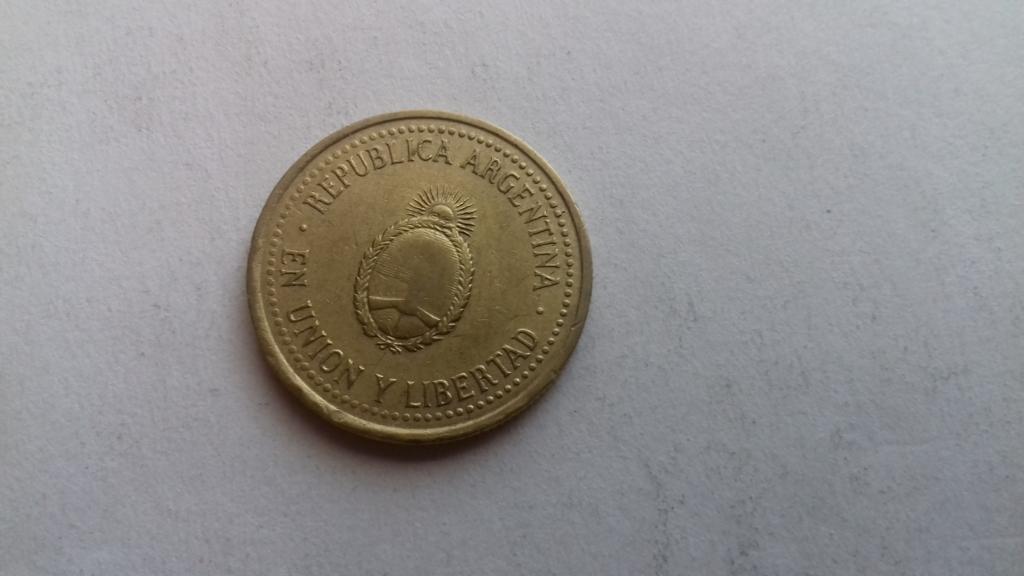 · REPUBLICA ARGENTINA ·
EN UNION Y LIBERTAD